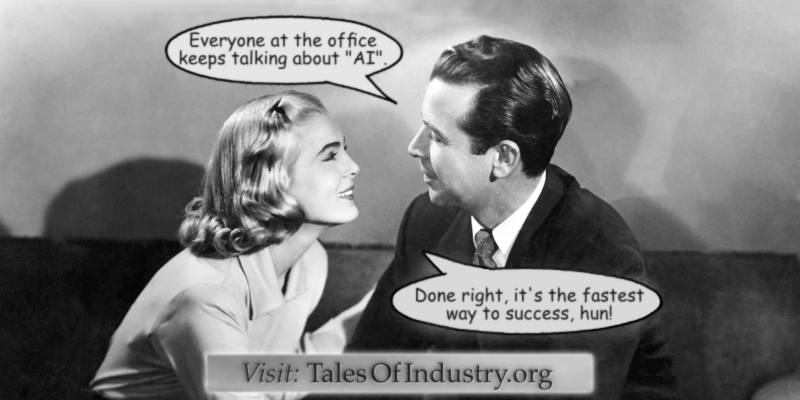 Everyone at the office
keeps talking about "AI".
Done right, it's the fastest
way to success, hun!
Visit: TalesOfIndustry.org